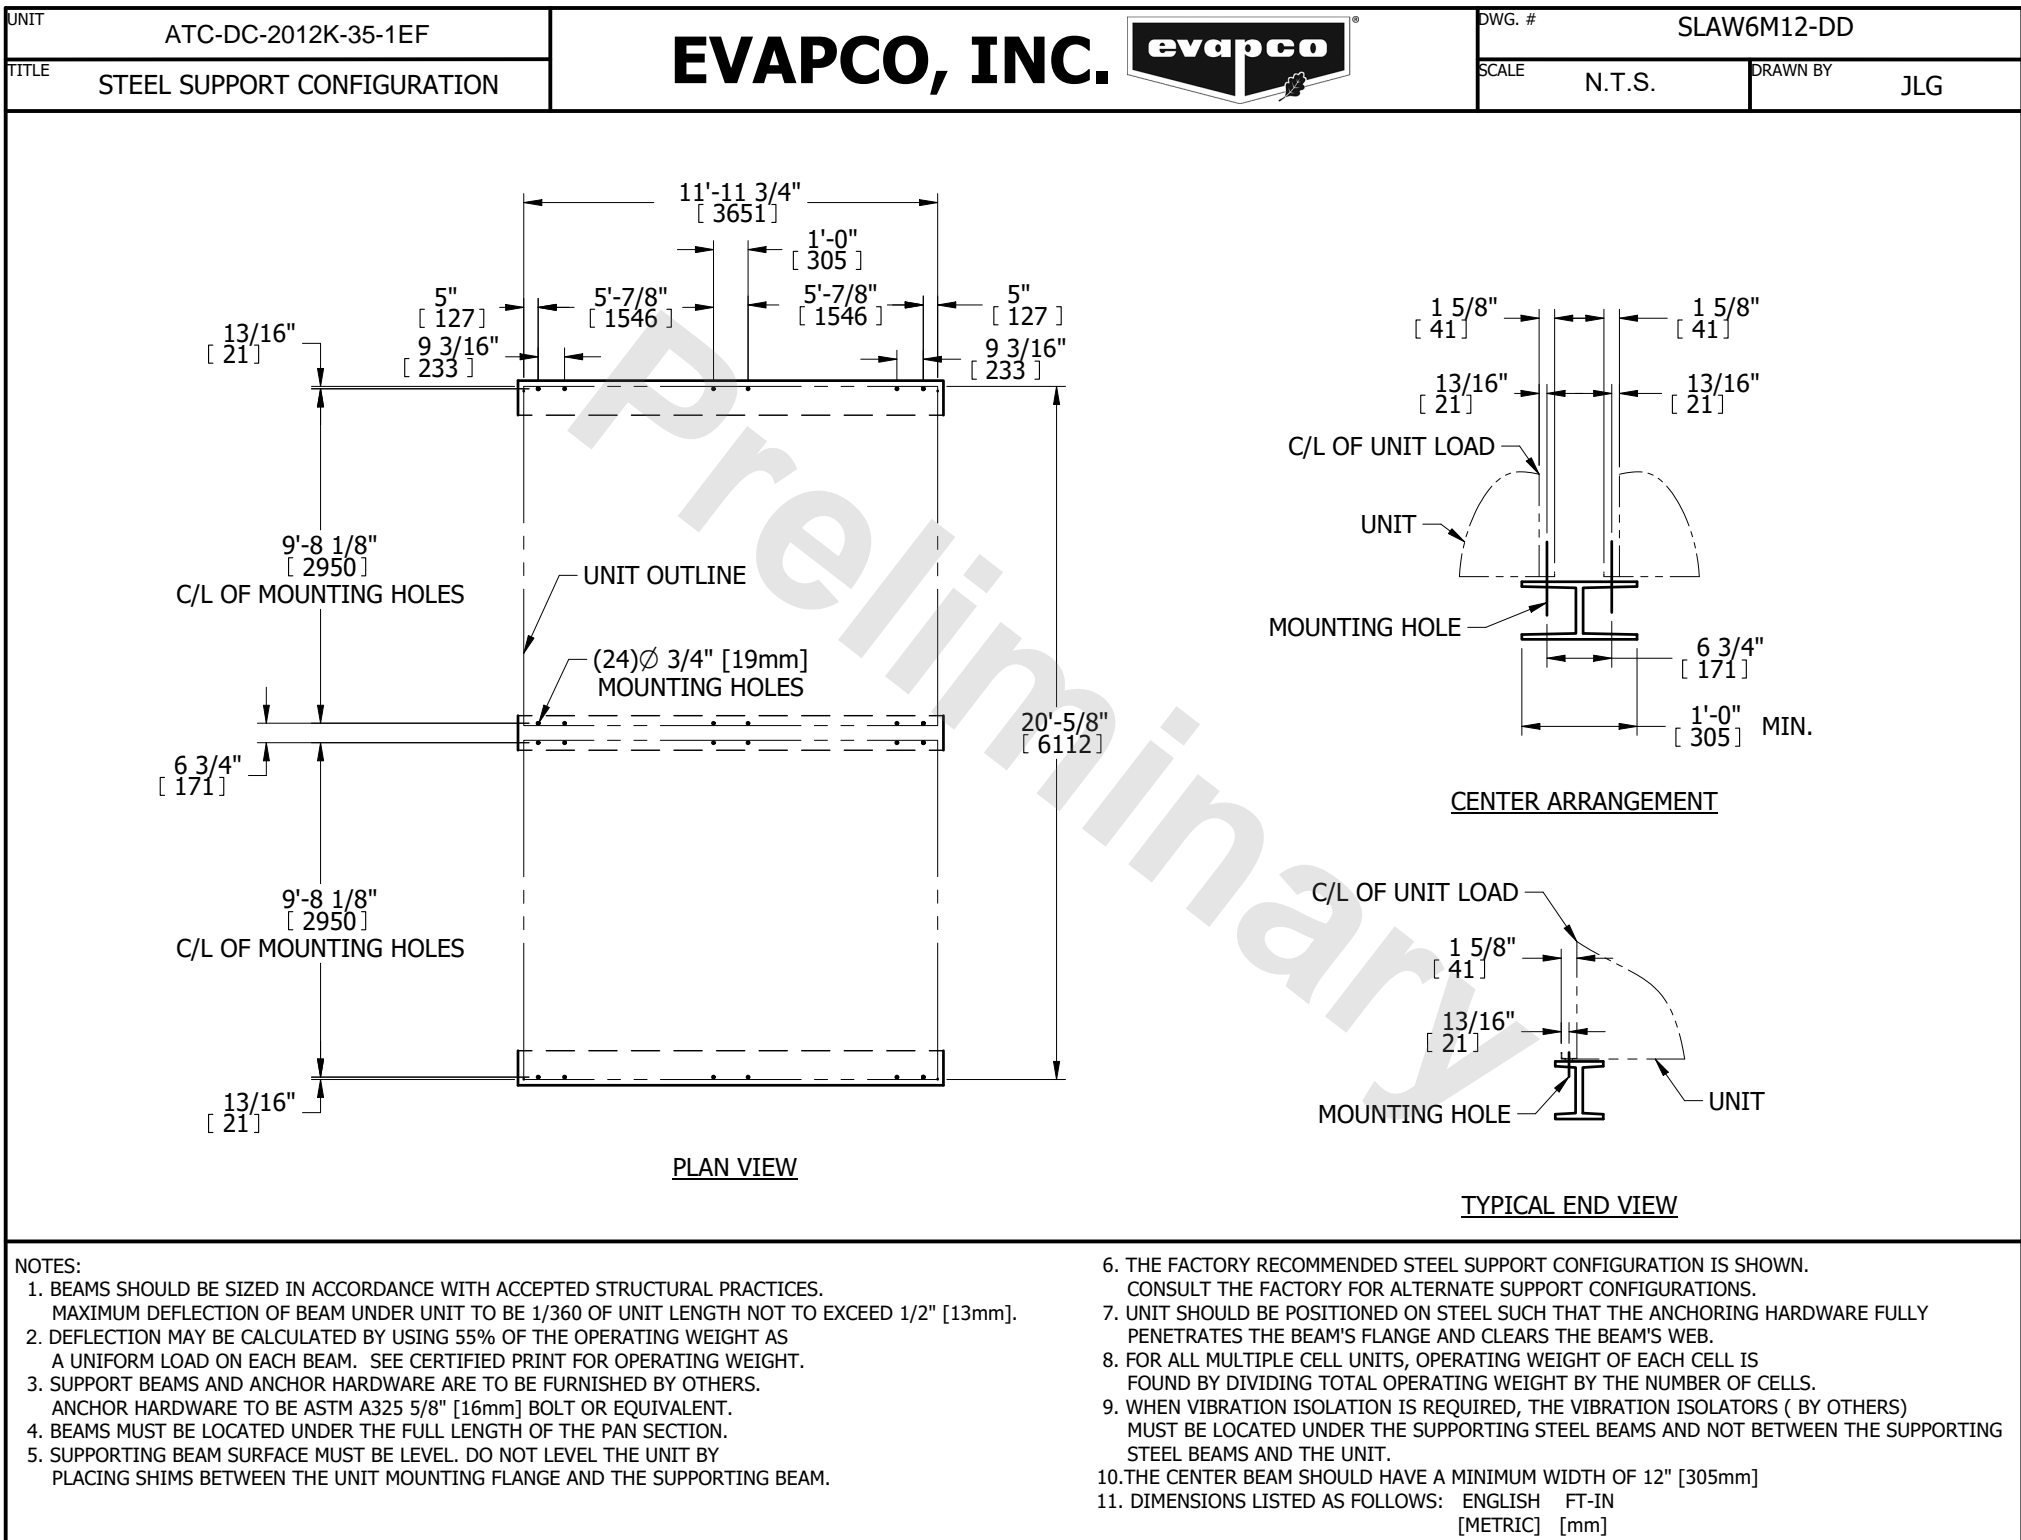 UNIT
ATC-DC-2012K-35-1EF
TITLE
STEEL SUPPORT CONFIGURATION
EVAPCO, INC.
evapco
®
DWG. #
SLAW6M12-DD
SCALE
N.T.S.
DRAWN BY
JLG
11'-11 3/4"
[ 3651]
1'-0"
[ 305 ]
5"
[ 127]
5'-7/8"
[ 1546 ]
5'-7/8"
[ 1546 ]
5"
[ 127 ]
13/16"
[ 21]
9 3/16"
[ 233 ]
9 3/16"
[ 233 ]
9'-8 1/8"
[ 2950]
C/L OF MOUNTING HOLES
UNIT OUTLINE
(24)Ø 3/4" [19mm]
MOUNTING HOLES
6 3/4"
[ 171]
20'-5/8"
[ 6112]
9'-8 1/8"
[ 2950]
C/L OF MOUNTING HOLES
13/16"
[ 21]
PLAN VIEW
Preliminary
1 5/8"
[ 41]
1 5/8"
[ 41]
13/16"
[ 21]
13/16"
[ 21]
C/L OF UNIT LOAD
UNIT
MOUNTING HOLE
6 3/4"
[ 171]
1'-0"
[ 305] MIN.
CENTER ARRANGEMENT
C/L OF UNIT LOAD
1 5/8"
[ 41]
13/16"
[ 21]
MOUNTING HOLE
UNIT
TYPICAL END VIEW
NOTES:
1. BEAMS SHOULD BE SIZED IN ACCORDANCE WITH ACCEPTED STRUCTURAL PRACTICES.
MAXIMUM DEFLECTION OF BEAM UNDER UNIT TO BE 1/360 OF UNIT LENGTH NOT TO EXCEED 1/2" [13mm].
2. DEFLECTION MAY BE CALCULATED BY USING 55% OF THE OPERATING WEIGHT AS
A UNIFORM LOAD ON EACH BEAM. SEE CERTIFIED PRINT FOR OPERATING WEIGHT.
3. SUPPORT BEAMS AND ANCHOR HARDWARE ARE TO BE FURNISHED BY OTHERS.
ANCHOR HARDWARE TO BE ASTM A325 5/8" [16mm] BOLT OR EQUIVALENT.
4. BEAMS MUST BE LOCATED UNDER THE FULL LENGTH OF THE PAN SECTION.
5. SUPPORTING BEAM SURFACE MUST BE LEVEL. DO NOT LEVEL THE UNIT BY
PLACING SHIMS BETWEEN THE UNIT MOUNTING FLANGE AND THE SUPPORTING BEAM.
6. THE FACTORY RECOMMENDED STEEL SUPPORT CONFIGURATION IS SHOWN.
CONSULT THE FACTORY FOR ALTERNATE SUPPORT CONFIGURATIONS.
7. UNIT SHOULD BE POSITIONED ON STEEL SUCH THAT THE ANCHORING HARDWARE FULLY
PENETRATES THE BEAM'S FLANGE AND CLEARS THE BEAM'S WEB.
8. FOR ALL MULTIPLE CELL UNITS, OPERATING WEIGHT OF EACH CELL IS
FOUND BY DIVIDING TOTAL OPERATING WEIGHT BY THE NUMBER OF CELLS.
9. WHEN VIBRATION ISOLATION IS REQUIRED, THE VIBRATION ISOLATORS ( BY OTHERS)
MUST BE LOCATED UNDER THE SUPPORTING STEEL BEAMS AND NOT BETWEEN THE SUPPORTING
STEEL BEAMS AND THE UNIT.
10.THE CENTER BEAM SHOULD HAVE A MINIMUM WIDTH OF 12" [305mm]
11. DIMENSIONS LISTED AS FOLLOWS: ENGLISH FT-IN
[METRIC] [mm]